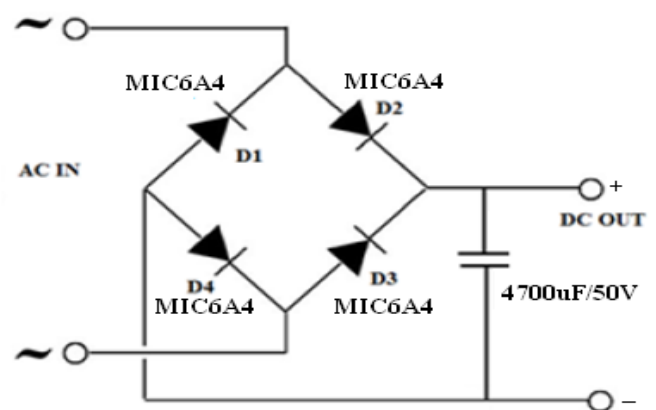 ~
MIC6A4
MIC6A4
D2
D1
AC IN
+
DC OUT
D4
D3
MIC6A4
MIC6A4
4700uF/50V
~
–